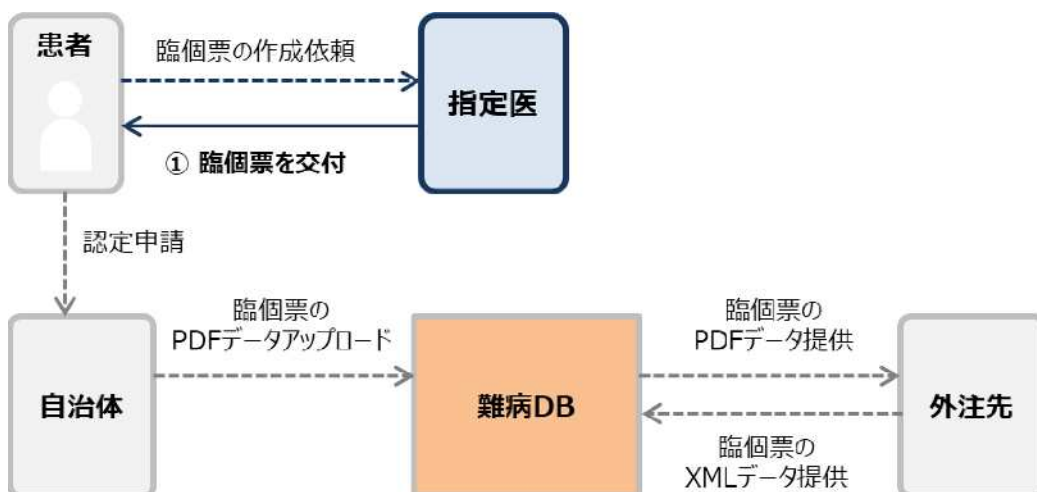 患者
臨個票の作成依頼
指定医
① 臨個票を交付
認定申請
臨個票の
PDFデータアップロード
臨個票の
PDFデータ提供
自治体
難病DB
外注先
臨個票の
XMLデータ提供